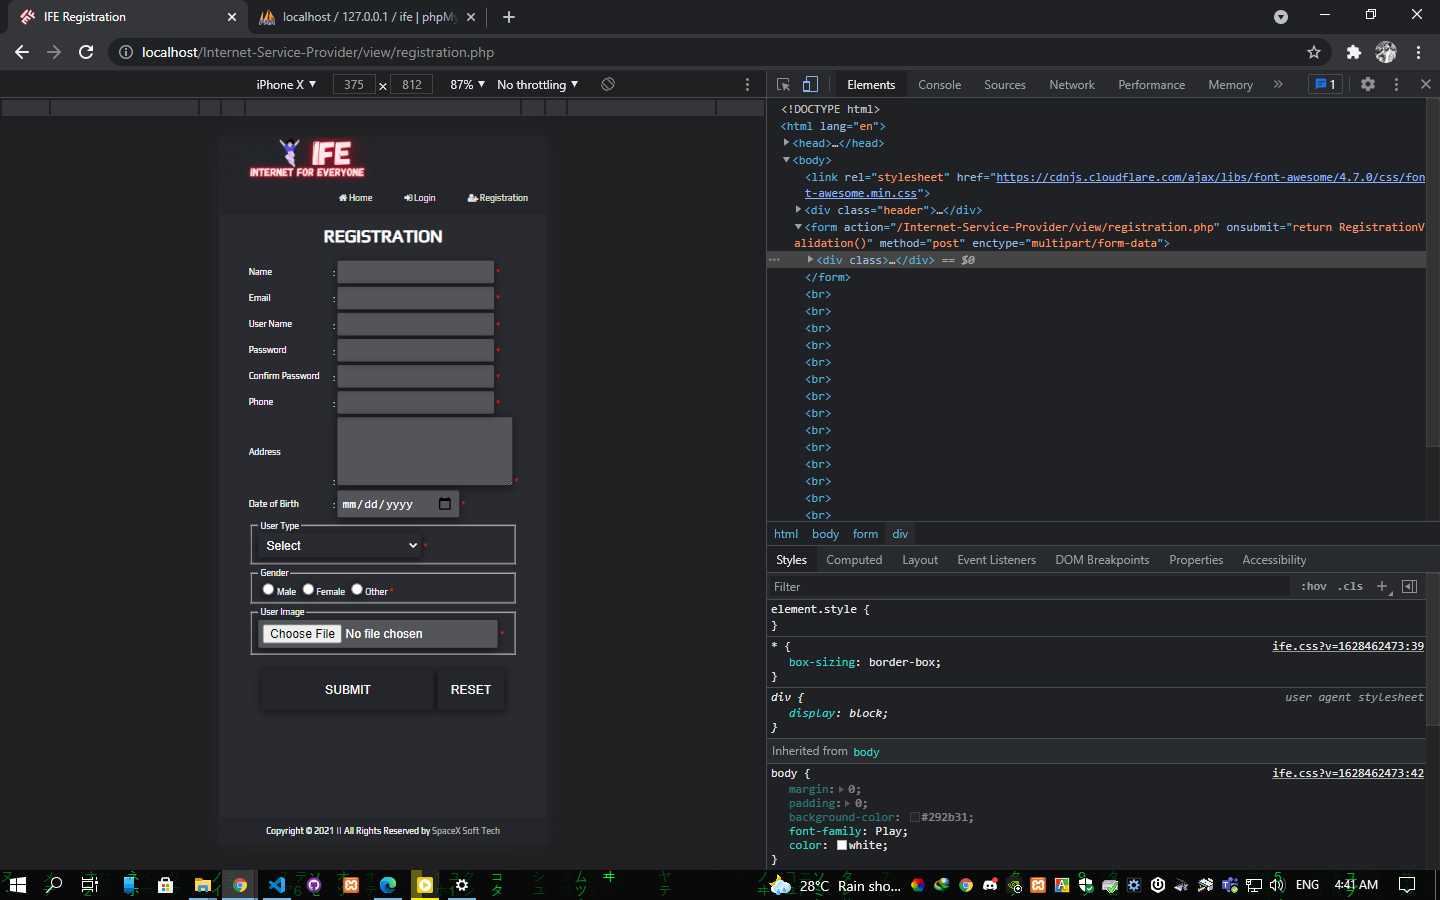 IFE Registration
localhost / 127.0.0.1 / ife | phpMy
localhost/Internet-Service-Provider/view/registration.php
iPhone X ▼ 375 × 812 87% ▼ No throttling ▼
Elements Console Sources Network Performance Memory » 1
IFE
INTERNET FOR EVERYONE
Home Login Registration
REGISTRATION
Name : *
Email : *
User Name : *
Password : *
Confirm Password : *
Phone : *
Address : *
Date of Birth : mm/dd/yyyy *
User Type
Select *
Gender
Male Female Other *
User Image
Choose File No file chosen *
SUBMIT RESET
Copyright © 2021 || All Rights Reserved by SpaceX Soft Tech
<!DOCTYPE html>
<html lang="en">
<head>…</head>
<body>
<link rel="stylesheet" href="https://cdnjs.cloudflare.com/ajax/libs/font-awesome/4.7.0/css/fon
t-awesome.min.css">
<div class="header">…</div>
<form action="/Internet-Service-Provider/view/registration.php" onsubmit="return RegistrationV
alidation()" method="post" enctype="multipart/form-data">
<div class>…</div> == $0
</form>
<br>
<br>
<br>
<br>
<br>
<br>
<br>
<br>
<br>
<br>
<br>
<br>
<br>
<br>
html body form div
Styles Computed Layout Event Listeners DOM Breakpoints Properties Accessibility
Filter :hov .cls +
element.style {
}
* { ife.css?v=1628462473:39
box-sizing: border-box;
}
div { user agent stylesheet
display: block;
}
Inherited from body
body { ife.css?v=1628462473:42
margin: 0;
padding: 0;
background-color: #292b31;
font-family: Play;
color: white;
}
28°C Rain sho... ENG 4:41 AM